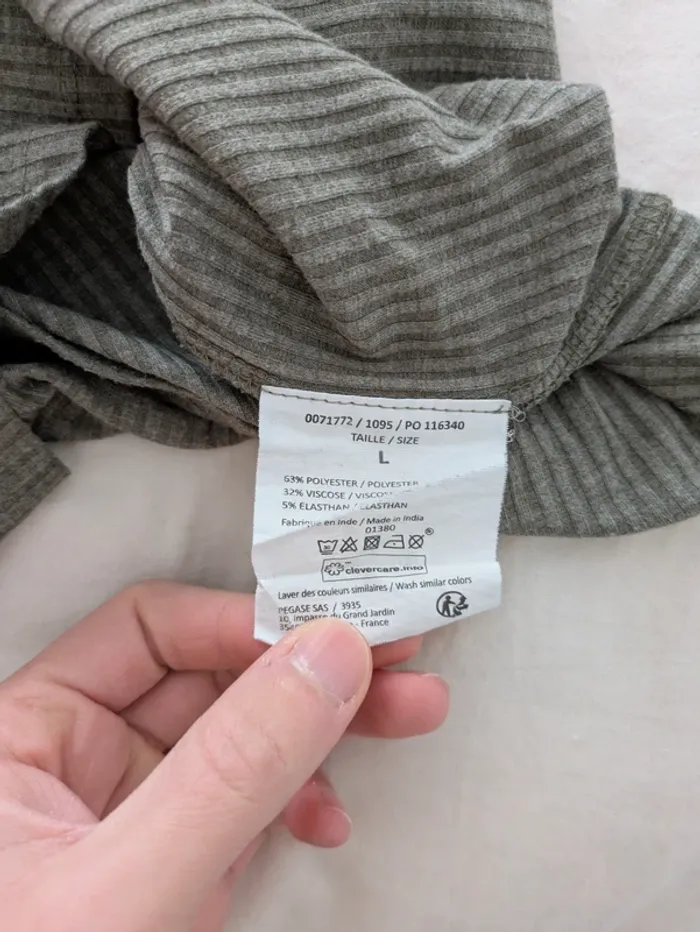 0071772 / 1095 / PO 116340
TAILLE / SIZE
L
63% POLYESTER / POLYESTER
32% VISCOSE /
5% ELASTHAN / ELASTHAN
Fabriqué en Inde / Made in India
01380
clevercare.info
Laver des couleurs similaires / Wash similar colors
PEGASE SAS / 3935
10, impasse du Grand Jardin
- France